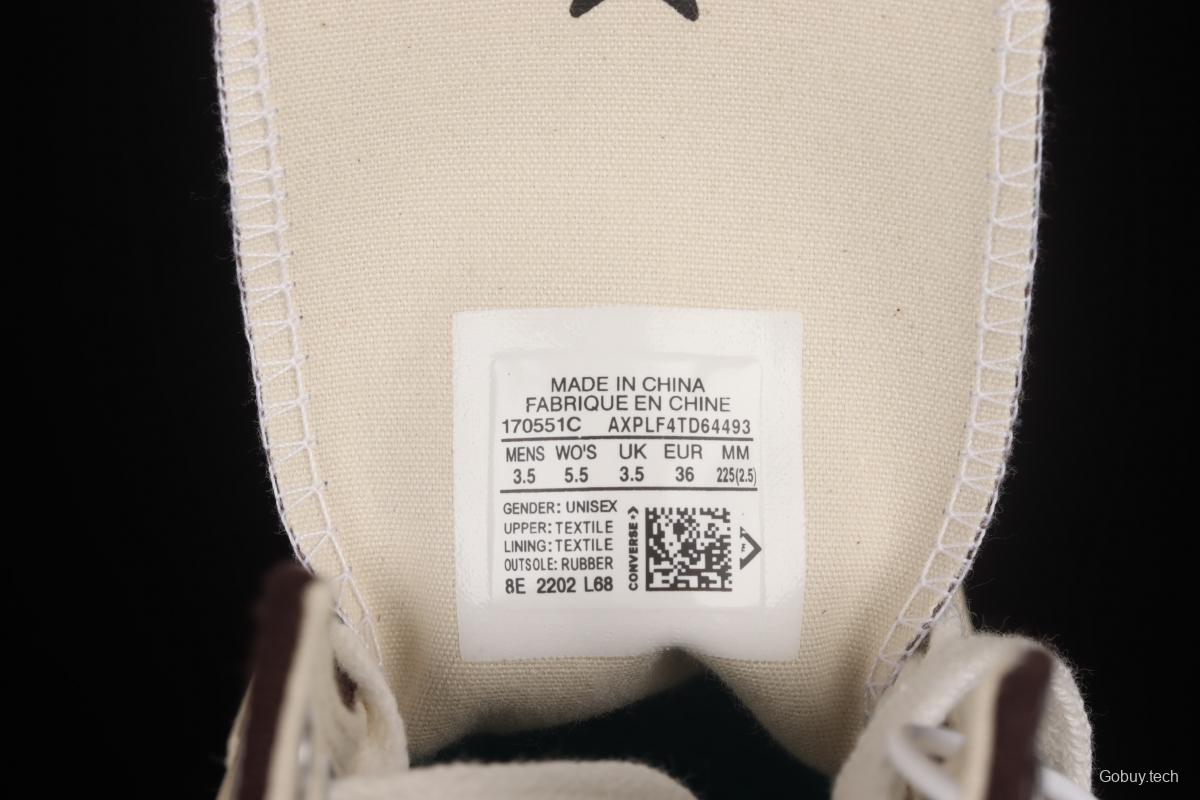 MADE IN CHINA
FABRIQUE EN CHINE
170551C AXPLF4TD64493
MENS WO'S UK EUR MM
3.5 5.5 3.5 36 225(2.5)
GENDER: UNISEX
UPPER: TEXTILE
LINING: TEXTILE
OUTSOLE: RUBBER
8E 2202 L68
CONVERSE
Gobuy.tech